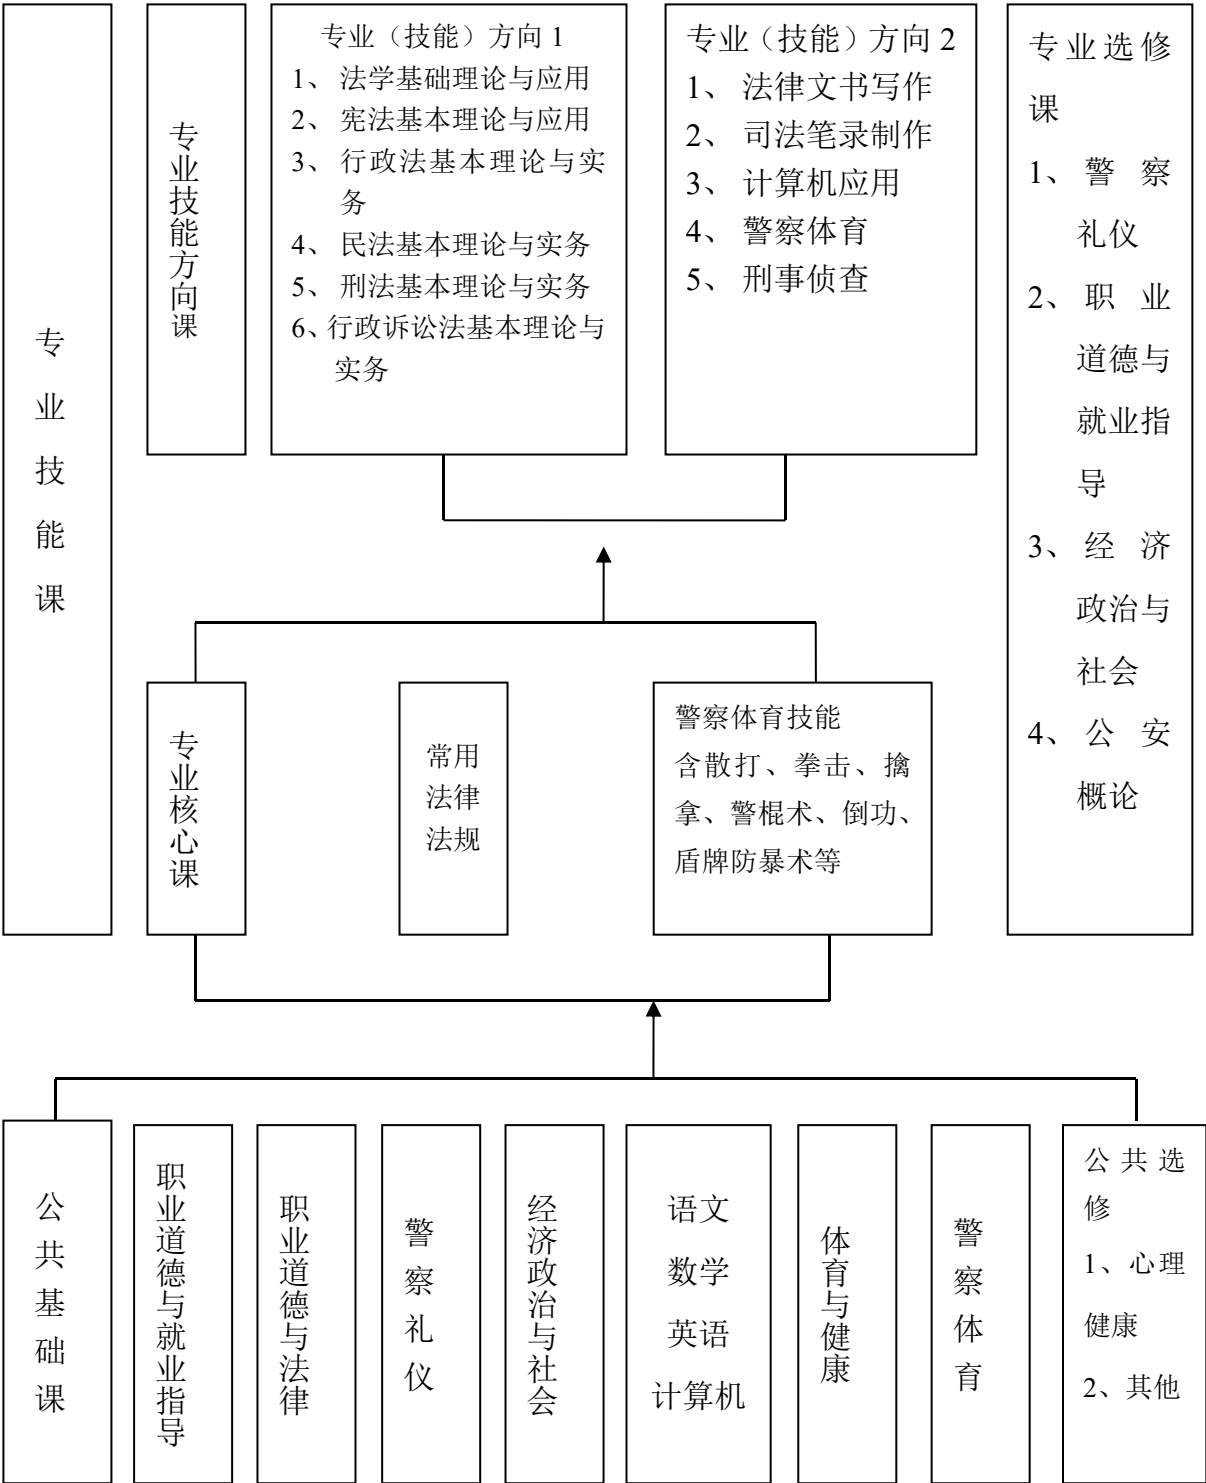 专业技能课
专业技能方向课
专业（技能）方向 1
1、 法学基础理论与应用
2、 宪法基本理论与应用
3、 行政法基本理论与实
务
4、 民法基本理论与实务
5、 刑法基本理论与实务
6、行政诉讼法基本理论与
实务
专业（技能）方向 2
1、 法律文书写作
2、 司法笔录制作
3、 计算机应用
4、 警察体育
5、 刑事侦查
专业选修
课
1、 警察
礼仪
2、 职业
道德与
就业指
导
3、 经济
政治与
社会
4、 公安
概论
专业核心课
常用
法律
法规
警察体育技能
含散打、拳击、擒
拿、警棍术、倒功、
盾牌防暴术等
公共基础课
职业道德与就业指导
职业道德与法律
警察礼仪
经济政治与社会
语文
数学
英语
计算机
体育与健康
警察体育
公共选
修
1、心理
健康
2、其他